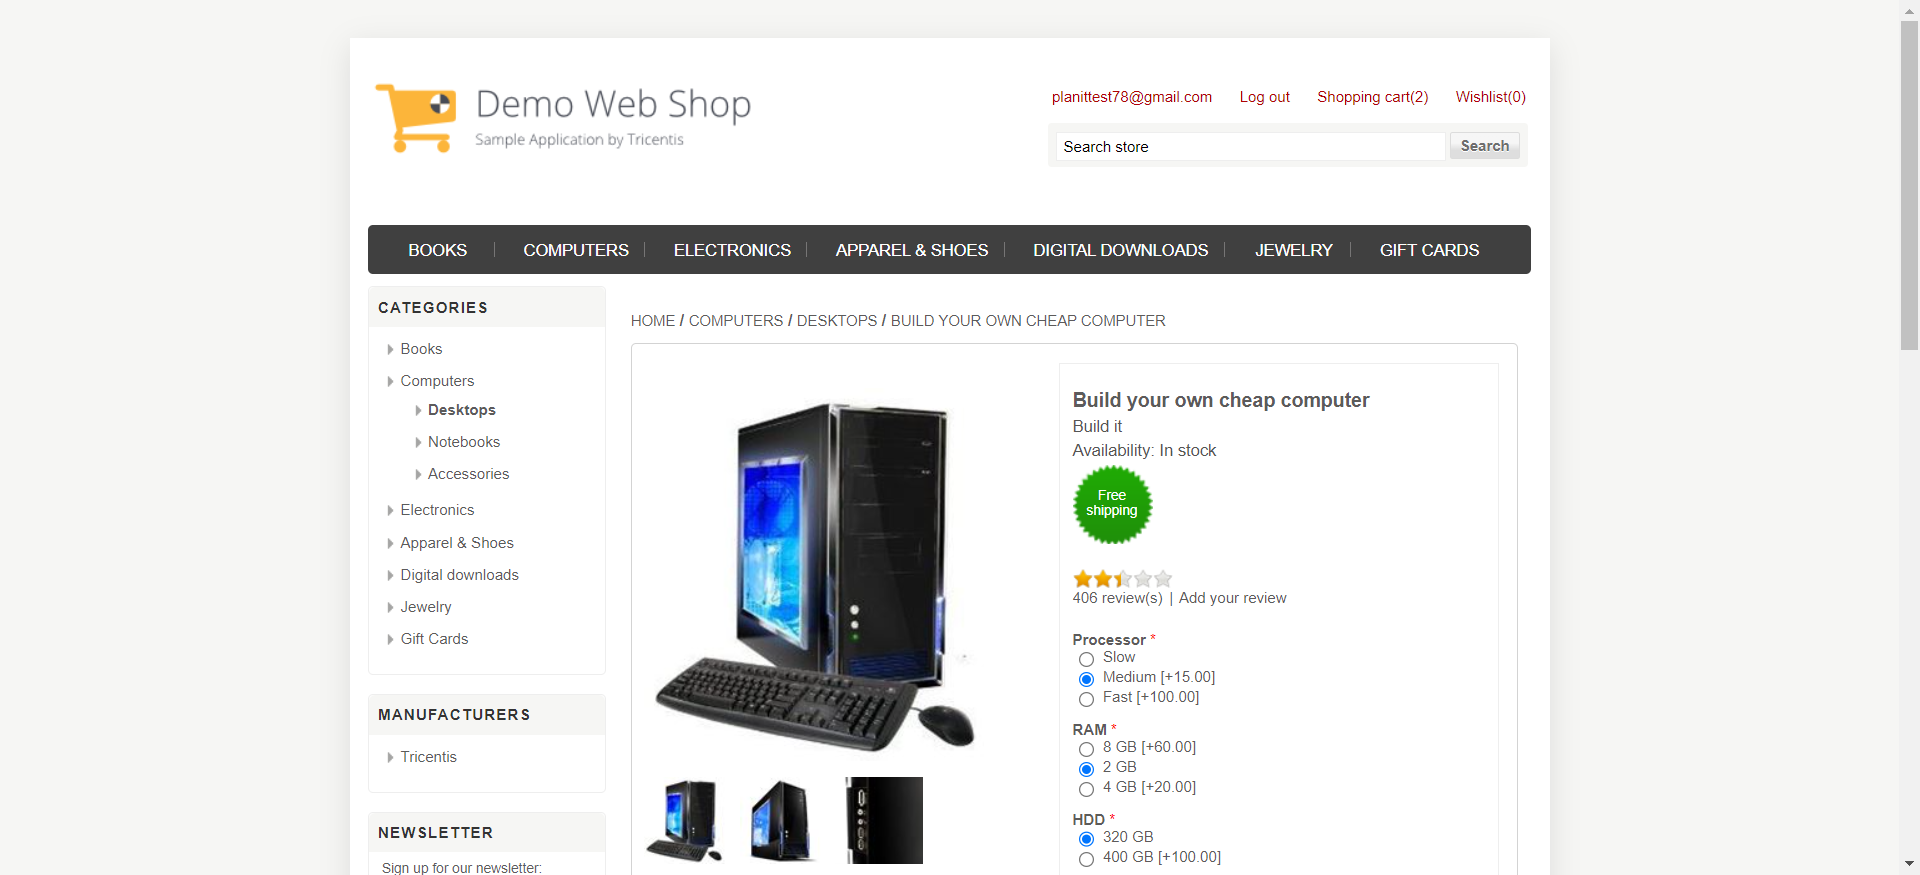 Demo Web Shop
Sample Application by Tricentis
planittest78@gmail.com Log out Shopping cart(2) Wishlist(0)
Search store Search
BOOKS COMPUTERS ELECTRONICS APPAREL & SHOES DIGITAL DOWNLOADS JEWELRY GIFT CARDS
CATEGORIES
Books
Computers
Desktops
Notebooks
Accessories
Electronics
Apparel & Shoes
Digital downloads
Jewelry
Gift Cards
MANUFACTURERS
Tricentis
NEWSLETTER
Sign up for our newsletter:
HOME / COMPUTERS / DESKTOPS / BUILD YOUR OWN CHEAP COMPUTER
Build your own cheap computer
Build it
Availability: In stock
Free
shipping
406 review(s) | Add your review
Processor *
Slow
Medium [+15.00]
Fast [+100.00]
RAM *
8 GB [+60.00]
2 GB
4 GB [+20.00]
HDD *
320 GB
400 GB [+100.00]